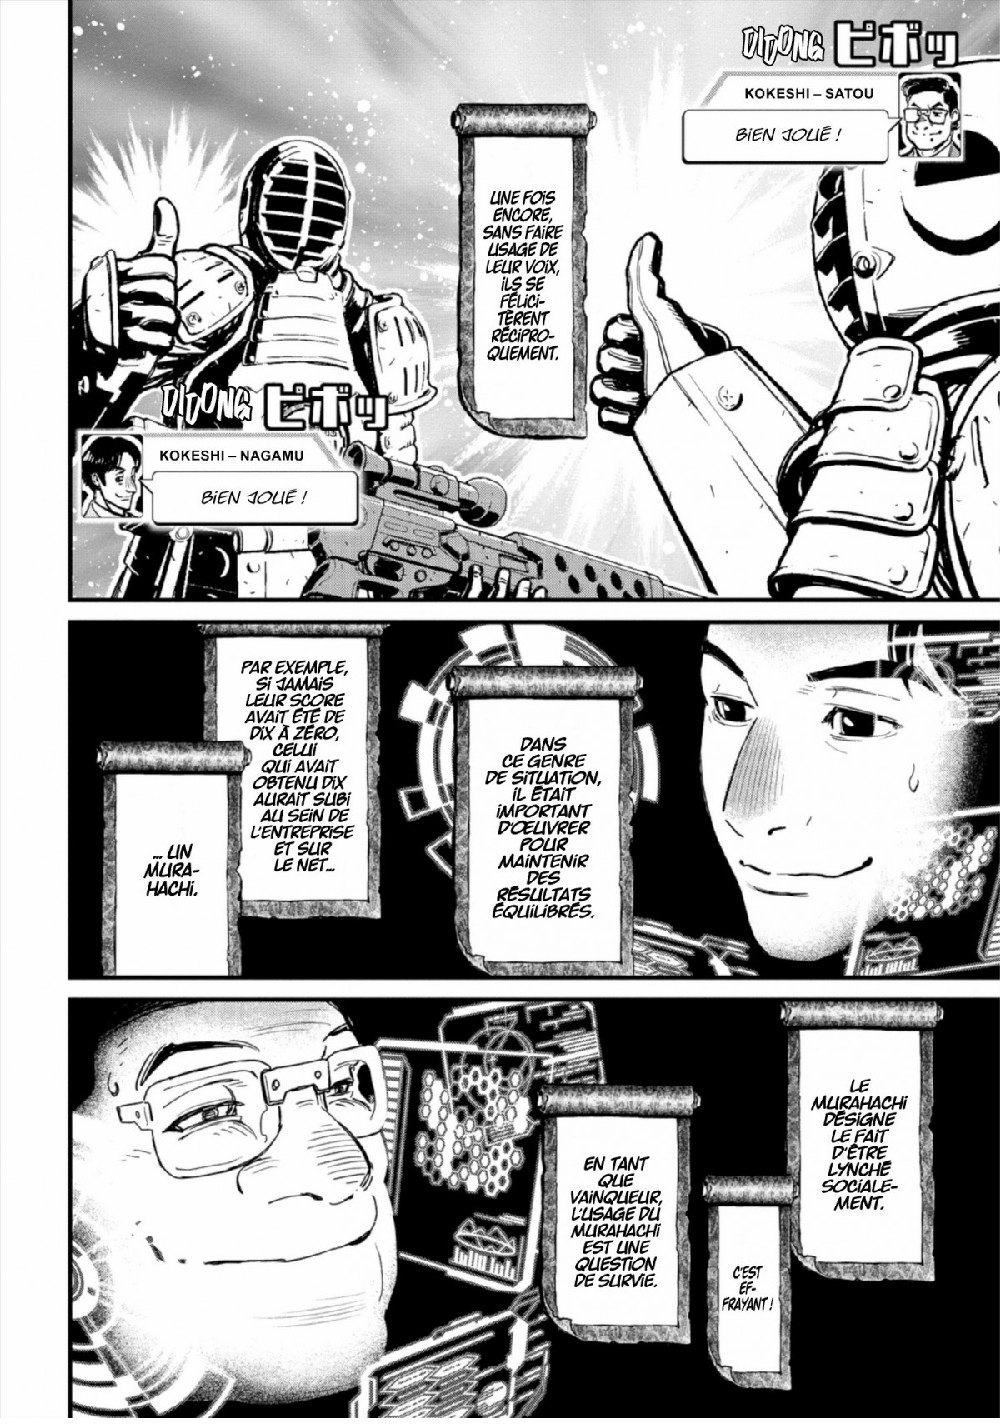 DIDONG ピボッ
KOKESHI – SATOU
BIEN JOUÉ !
UNE FOIS
ENCORE,
SANS FAIRE
USAGE DE
LEUR VOIX,
ILS SE
FÉLICI-
TÈRENT
RÉCIPRO-
QUEMENT.
DIDONG ピボッ
KOKESHI – NAGAMU
BIEN JOUÉ !
DANS
CE GENRE
DE SITUATION,
IL ÉTAIT
IMPORTANT
D'ŒUVRER
POUR
MAINTENIR
DES
RÉSULTATS
ÉQUILIBRÉS.
PAR EXEMPLE,
SI JAMAIS
LEUR SCORE
AVAIT ÉTÉ DE
DIX À ZÉRO,
CELUI
QUI AVAIT
OBTENU DIX
AURAIT SUBI
AU SEIN DE
L'ENTREPRISE
ET SUR
LE NET...
... UN
MURA-
HACHI.
LE
MURAHACHI
DÉSIGNE
LE FAIT
D'ÊTRE
LYNCHÉ
SOCIALE-
MENT.
C'EST
EF-
FRAYANT !
EN TANT
QUE
VAINQUEUR,
L'USAGE DU
MURAHACHI
EST UNE
QUESTION
DE SURVIE.